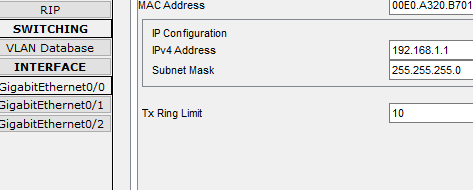 RIP
SWITCHING
VLAN Database
INTERFACE
GigabitEthernet0/0
GigabitEthernet0/1
GigabitEthernet0/2
MAC Address 00E0.A320.B701
IP Configuration
IPv4 Address 192.168.1.1
Subnet Mask 255.255.255.0
Tx Ring Limit 10